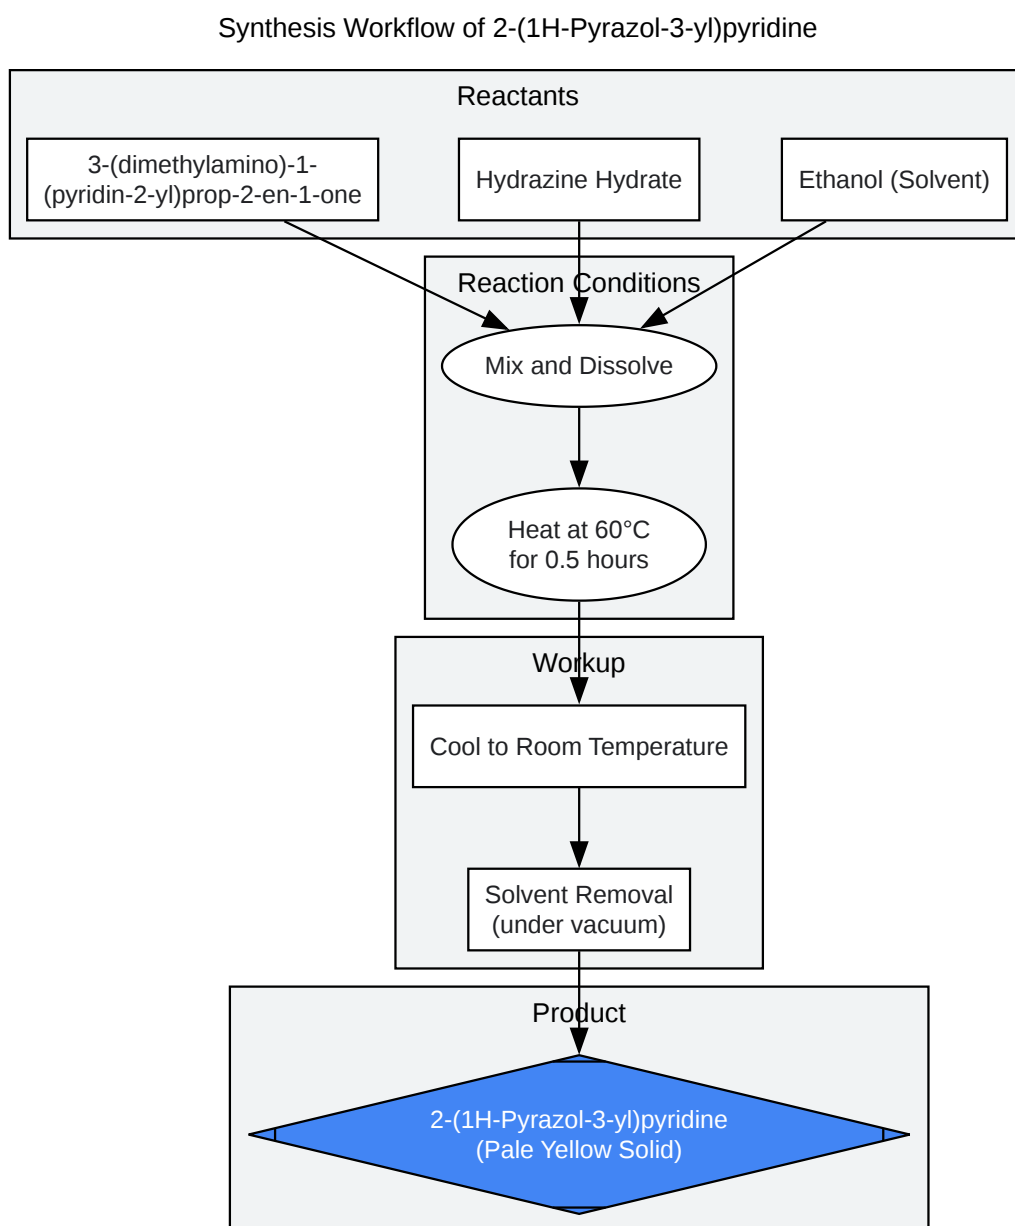 Synthesis Workflow of 2-(1H-Pyrazol-3-yl)pyridine
Reactants
3-(dimethylamino)-1-
(pyridin-2-yl)prop-2-en-1-one
Hydrazine Hydrate
Ethanol (Solvent)
Reaction Conditions
Mix and Dissolve
Heat at 60°C
for 0.5 hours
Workup
Cool to Room Temperature
Solvent Removal
(under vacuum)
Product
2-(1H-Pyrazol-3-yl)pyridine
(Pale Yellow Solid)